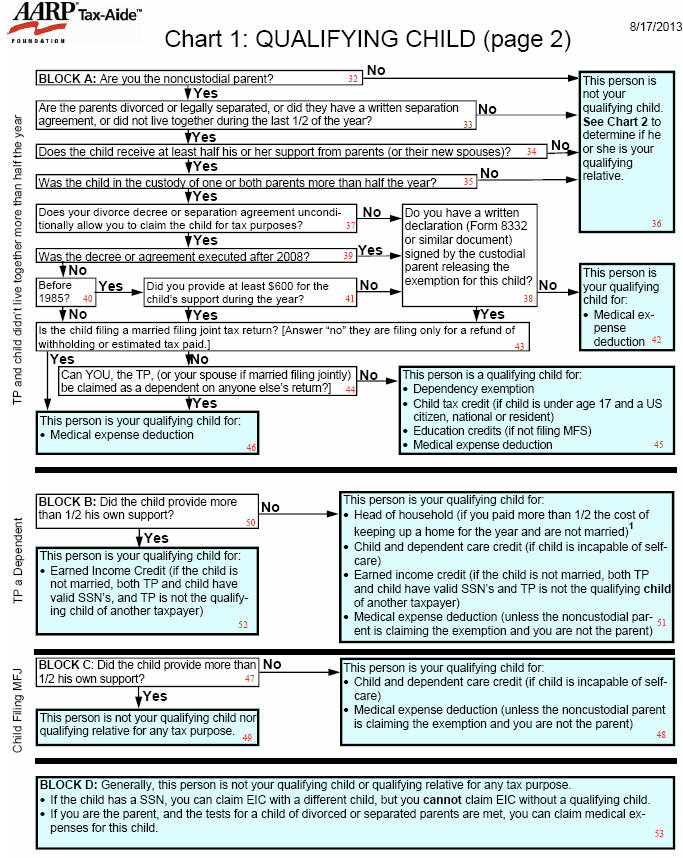 AARP Tax-Aide™
FOUNDATION
8/17/2013
Chart 1: QUALIFYING CHILD (page 2)
TP and child didn't live together more than half the year
BLOCK A: Are you the noncustodial parent?
32
No
Yes
Are the parents divorced or legally separated, or did they have a written separation
agreement, or did not live together during the last 1/2 of the year?
33
No
Yes
Does the child receive at least half his or her support from parents (or their new spouses)?
34
No
Yes
Was the child in the custody of one or both parents more than half the year?
35
No
Yes
This person is
not your
qualifying child.
See Chart 2 to
determine if he
or she is your
qualifying
relative.
36
Does your divorce decree or separation agreement uncondi-
tionally allow you to claim the child for tax purposes?
37
No
Yes
Was the decree or agreement executed after 2008?
39
Yes
No
Do you have a written
declaration (Form 8332
or similar document)
signed by the custodial
parent releasing the
exemption for this child?
38
No
Yes
Before
1985?
40
Yes
No
Did you provide at least $600 for the
child's support during the year?
41
No
Yes
This person is
your qualifying
child for:
• Medical ex-
pense
deduction
42
Is the child filing a married filing joint tax return? [Answer "no" they are filing only for a refund of
withholding or estimated tax paid.]
43
Yes
No
Can YOU, the TP, (or your spouse if married filing jointly)
be claimed as a dependent on anyone else's return?]
44
No
Yes
This person is a qualifying child for:
• Dependency exemption
• Child tax credit (if child is under age 17 and a US
citizen, national or resident)
• Education credits (if not filing MFS)
• Medical expense deduction
45
This person is your qualifying child for:
• Medical expense deduction
46
TP a Dependent
BLOCK B: Did the child provide more
than 1/2 his own support?
50
No
Yes
This person is your qualifying child for:
• Earned Income Credit (if the child is
not married, both TP and child have
valid SSN's, and TP is not the qualify-
ing child of another taxpayer)
52
This person is your qualifying child for:
• Head of household (if you paid more than 1/2 the cost of
keeping up a home for the year and are not married)1
• Child and dependent care credit (if child is incapable of self-
care)
• Earned income credit (if the child is not married, both TP
and child have valid SSN's and TP is not the qualifying child
of another taxpayer)
• Medical expense deduction (unless the noncustodial par-
ent is claiming the exemption and you are not the parent)
51
Child Filing MFJ
BLOCK C: Did the child provide more than
1/2 his own support?
47
No
Yes
This person is not your qualifying child nor
qualifying relative for any tax purpose.
49
This person is your qualifying child for:
• Child and dependent care credit (if child is incapable of self-
care)
• Medical expense deduction (unless the noncustodial parent
is claiming the exemption and you are not the parent)
48
BLOCK D: Generally, this person is not your qualifying child or qualifying relative for any tax purpose.
• If the child has a SSN, you can claim EIC with a different child, but you cannot claim EIC without a qualifying child.
• If you are the parent, and the tests for a child of divorced or separated parents are met, you can claim medical ex-
penses for this child.
53